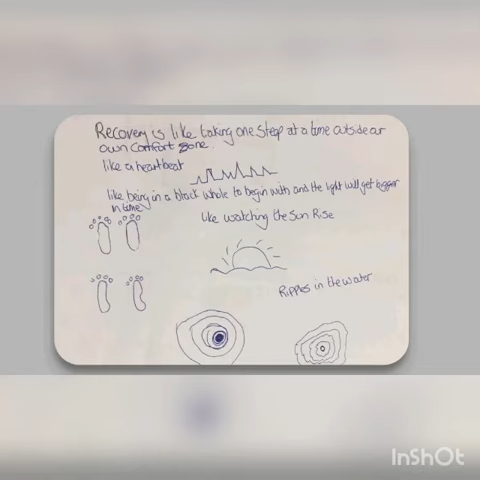 Recovery is like taking one Step at a time outside our
own Comfort zone.
like a heartbeat
like being in a black whole to begin with and the light will get bigger
in time
like watching the Sun Rise
Ripples in the water
InShOt